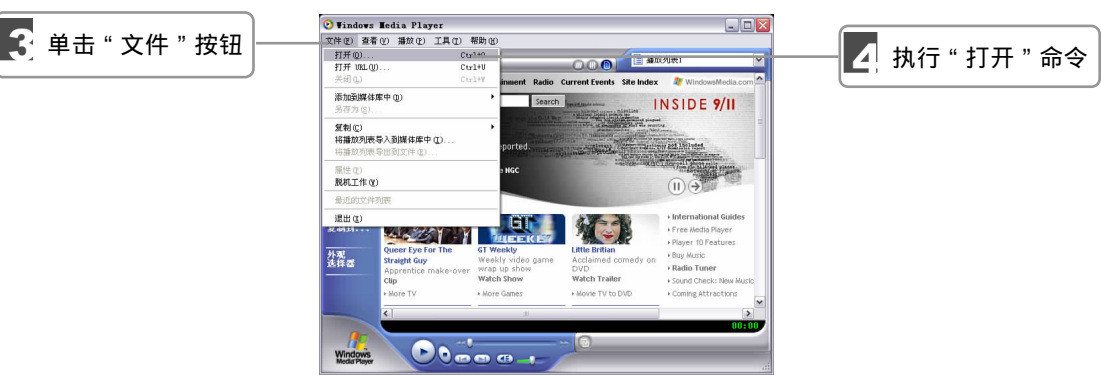 3 单击“文件”按钮
4 执行“打开”命令
Windows Media Player
文件(F) 查看(V) 播放(P) 工具(T) 帮助(H)
打开(O)... Ctrl+O
播放列表1
打开 URL(U)... Ctrl+U
关闭(L) Ctrl+W
inment Radio Current Events Site Index WindowsMedia.com
添加到媒体库中(D)
Search
INSIDE 9/11
另存为(S)...
复制(C)
将播放列表导入到媒体库中(I)...
将播放列表导出到文件(E)...
eported.
属性(R)
e NGC
脱机工作(W)
最近的文件列表
退出(X)
复制到...
外观
选择器
GT
WEEKLY
Queer Eye For The
Straight Guy
Apprentice make-over
Clip
More TV
GT Weekly
Weekly video game
wrap up show
Watch Show
More Games
Little Britian
Acclaimed comedy on
DVD
Watch Trailer
Movie TV to DVD
International Guides
Free Media Player
Player 10 Features
Buy Music
Radio Tuner
Sound Check: New Music
Coming Attractions
00:00
Windows
Media Player